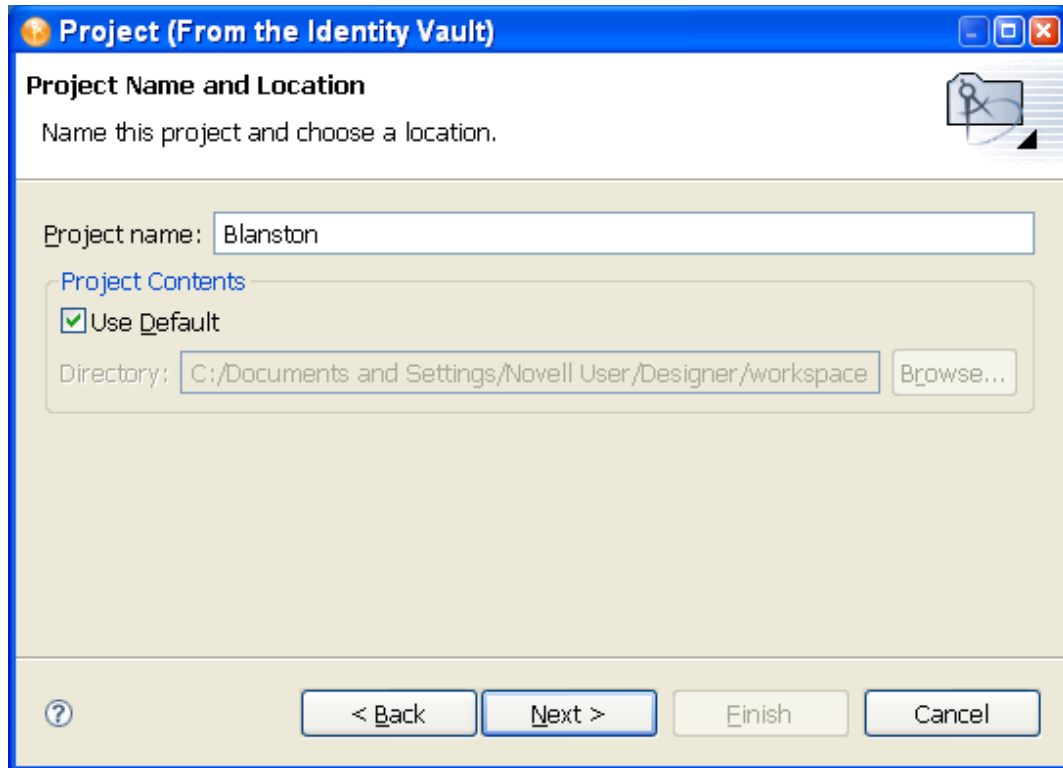 Project (From the Identity Vault)
Project Name and Location
Name this project and choose a location.
Project name: Blanston
Project Contents
Use Default
Directory: C:/Documents and Settings/Novell User/Designer/workspace Browse...
? < Back Next > Finish Cancel